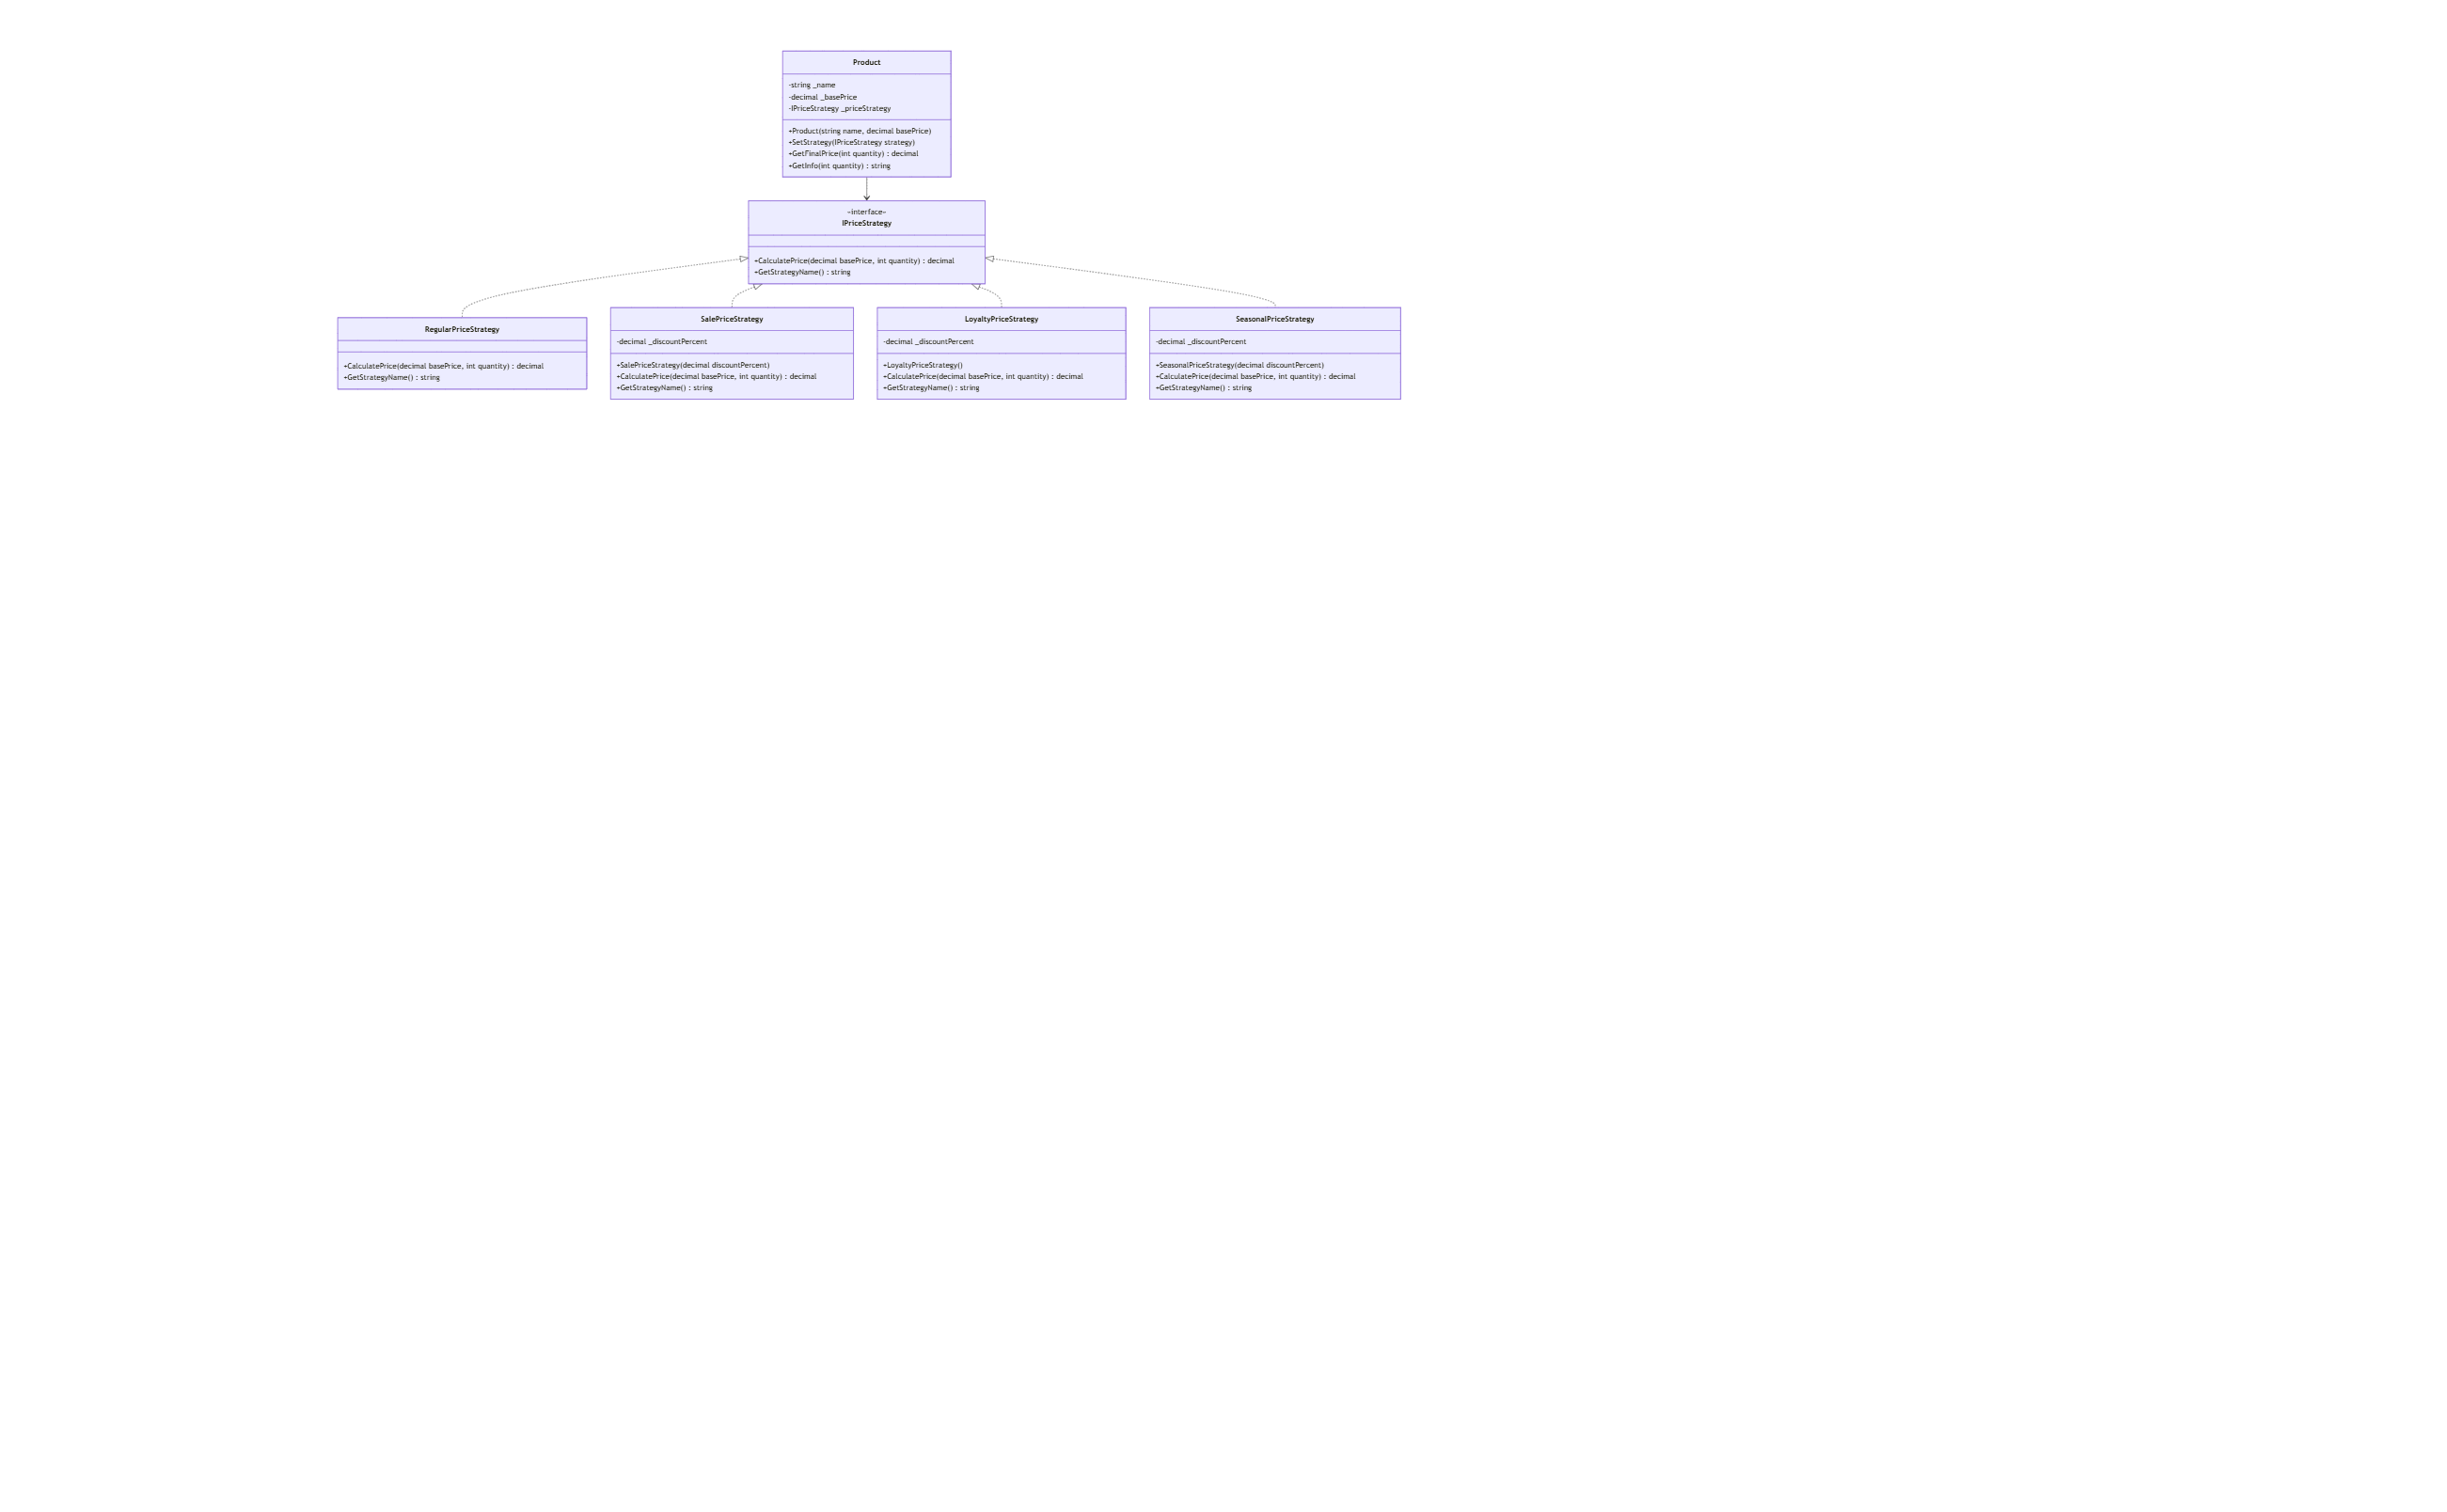 Product
-string _name
-decimal _basePrice
-IPriceStrategy _priceStrategy
+Product(string name, decimal basePrice)
+SetStrategy(IPriceStrategy strategy)
+GetFinalPrice(int quantity) : decimal
+GetInfo(int quantity) : string
«interface»
IPriceStrategy
+CalculatePrice(decimal basePrice, int quantity) : decimal
+GetStrategyName() : string
RegularPriceStrategy
+CalculatePrice(decimal basePrice, int quantity) : decimal
+GetStrategyName() : string
SalePriceStrategy
-decimal _discountPercent
+SalePriceStrategy(decimal discountPercent)
+CalculatePrice(decimal basePrice, int quantity) : decimal
+GetStrategyName() : string
LoyaltyPriceStrategy
-decimal _discountPercent
+LoyaltyPriceStrategy()
+CalculatePrice(decimal basePrice, int quantity) : decimal
+GetStrategyName() : string
SeasonalPriceStrategy
-decimal _discountPercent
+SeasonalPriceStrategy(decimal discountPercent)
+CalculatePrice(decimal basePrice, int quantity) : decimal
+GetStrategyName() : string